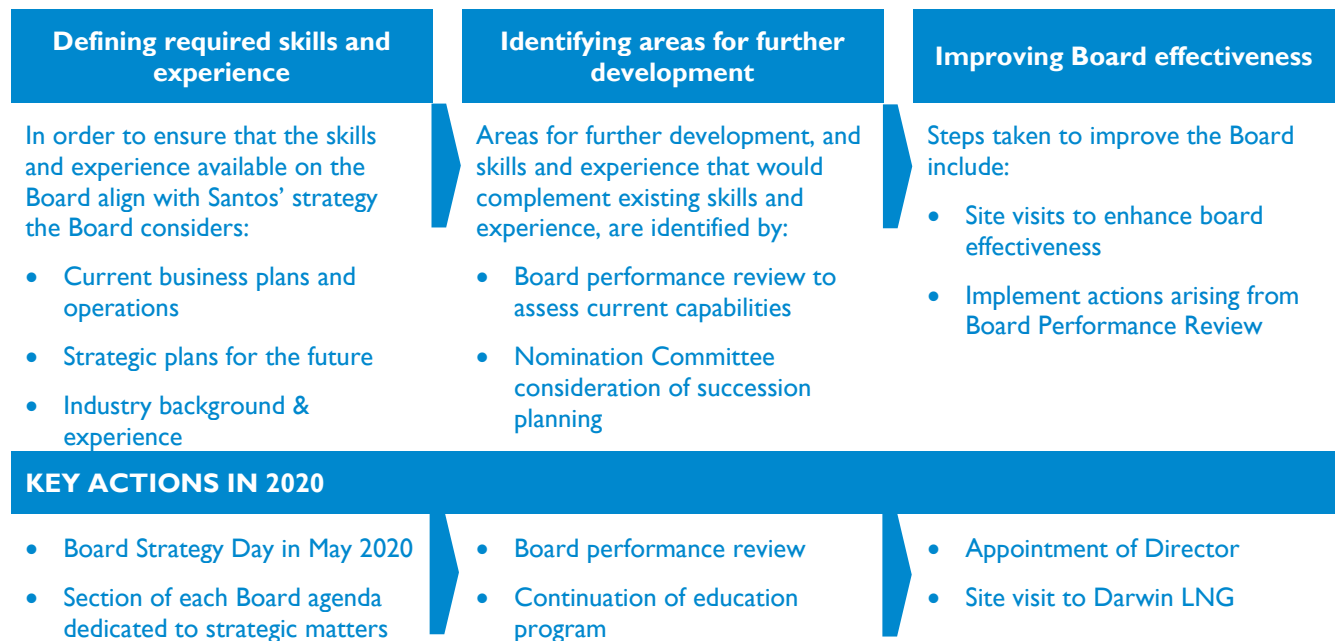 Defining required skills and
experience
In order to ensure that the skills
and experience available on the
Board align with Santos’ strategy
the Board considers:
• Current business plans and
operations
• Strategic plans for the future
• Industry background &
experience
Identifying areas for further
development
Areas for further development, and
skills and experience that would
complement existing skills and
experience, are identified by:
• Board performance review to
assess current capabilities
• Nomination Committee
consideration of succession
planning
Improving Board effectiveness
Steps taken to improve the Board
include:
• Site visits to enhance board
effectiveness
• Implement actions arising from
Board Performance Review
KEY ACTIONS IN 2020
• Board Strategy Day in May 2020
• Section of each Board agenda
dedicated to strategic matters
• Board performance review
• Continuation of education
program
• Appointment of Director
• Site visit to Darwin LNG